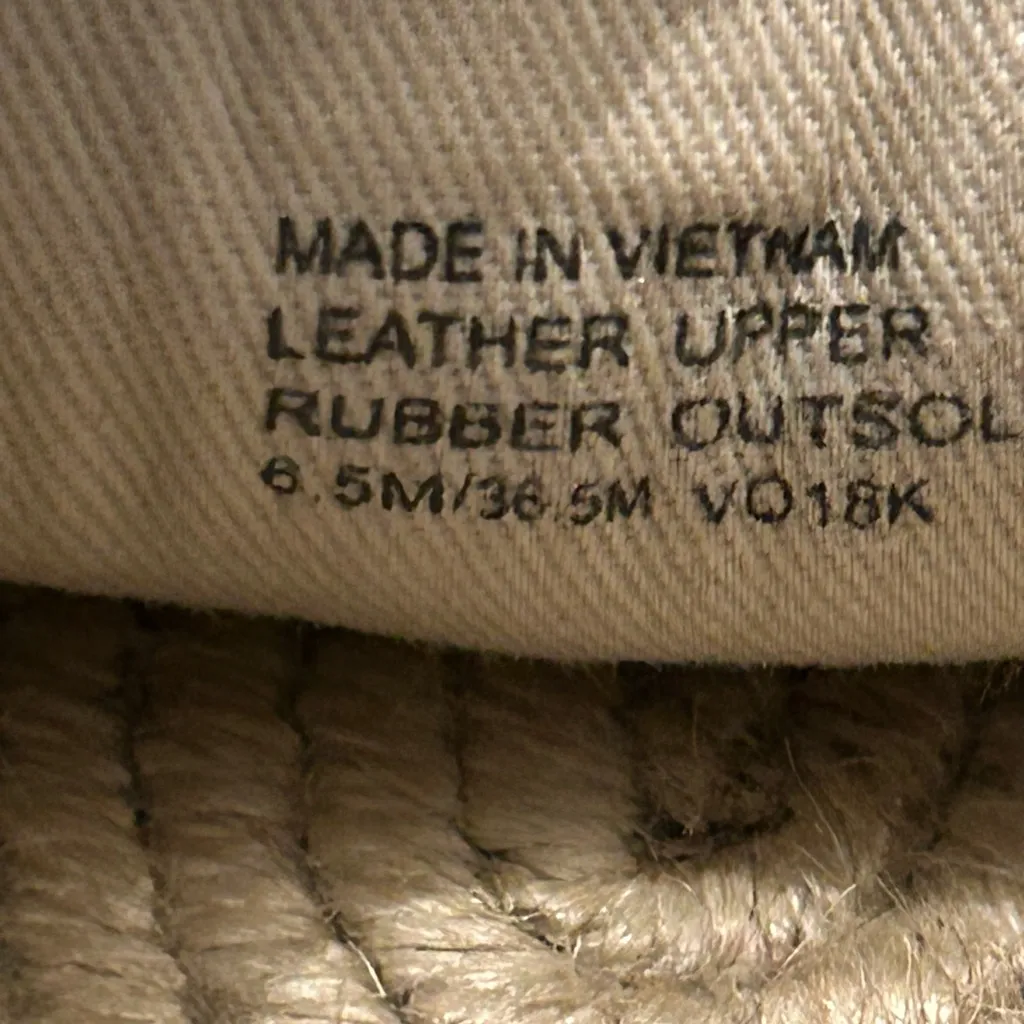 MADE IN VIETNAM
LEATHER UPPER
RUBBER OUTSOL
6.5M/36.5M VO18K